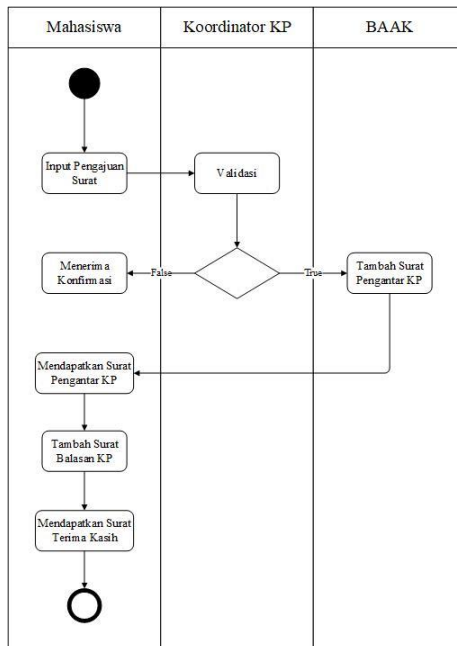 Mahasiswa
Koordinator KP
BAAK
Input Pengajuan
Surat
Validasi
Menerima
Konfirmasi
False
True
Tambah Surat
Pengantar KP
Mendapatkan Surat
Pengantar KP
Tambah Surat
Balasan KP
Mendapatkan Surat
Terima Kasih